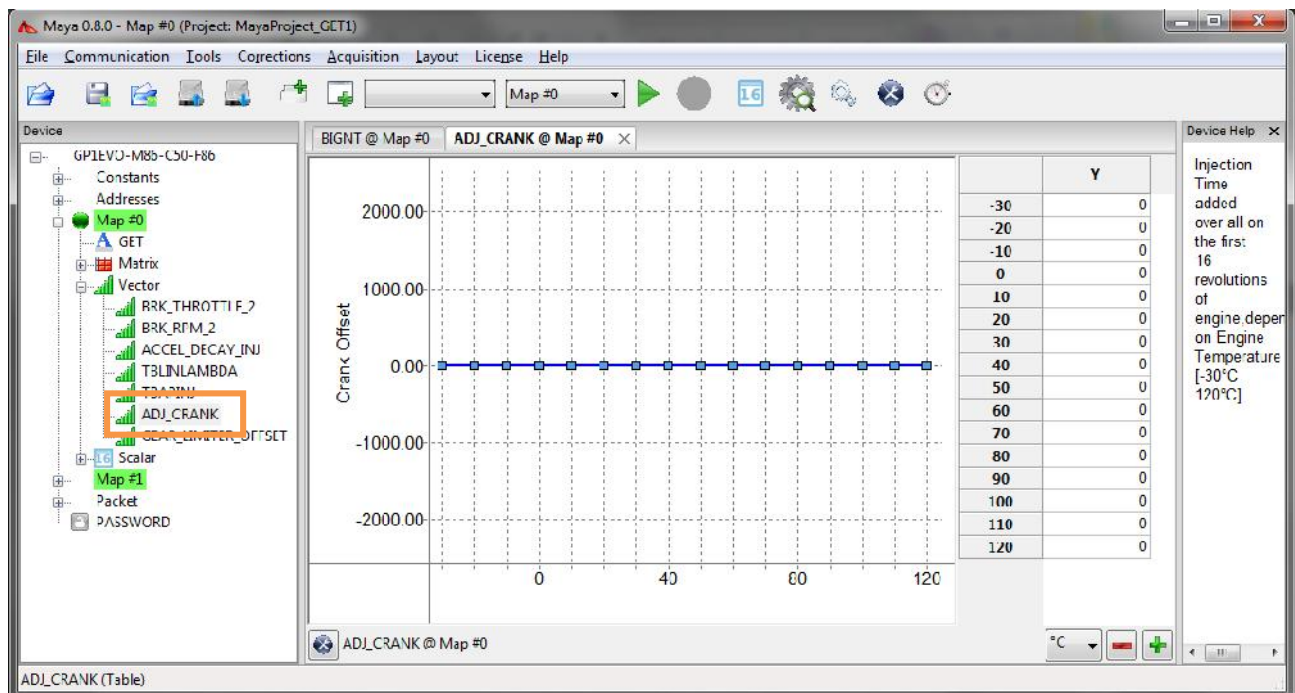 Maya 0.8.0 - Map #0 (Project: MayaProject_GET1)
File Communication Tools Corrections Acquisition Layout License Help
Map #0
16
Device
BIGNT @ Map #0 ADJ_CRANK @ Map #0
Device Help
GP1EVO-M85-C50-F86
Constants
Addresses
Map #0
GET
Matrix
Vector
BRK_THROTTLE_2
BRK_RPM_2
ACCEL_DECAY_INJ
TBLINLAMBDA
ADJ_CRANK
GEAR_LIMITER_OFFSET
16 Scalar
Map #1
Packet
PASSWORD
Crank Offset
2000.00
1000.00
0.00
-1000.00
-2000.00
0 40 80 120
Y
-30 0
-20 0
-10 0
0 0
10 0
20 0
30 0
40 0
50 0
60 0
70 0
80 0
90 0
100 0
110 0
120 0
Injection
Time
added
over all on
the first
16
revolutions
of
engine,depen
on Engine
Temperature
[-30°C
120°C]
ADJ_CRANK @ Map #0
°C
ADJ_CRANK (Table)